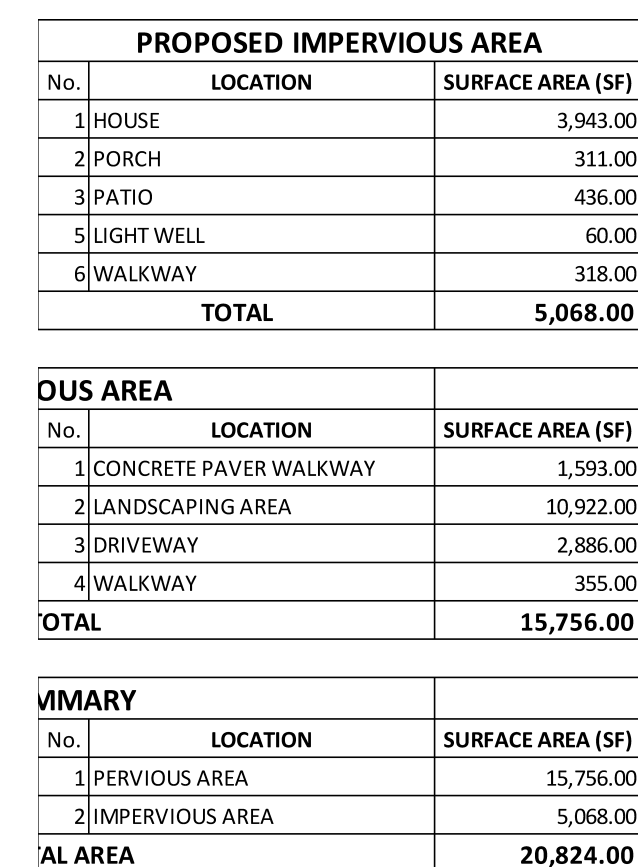 PROPOSED IMPERVIOUS AREA
No. LOCATION SURFACE AREA (SF)
1 HOUSE 3,943.00
2 PORCH 311.00
3 PATIO 436.00
5 LIGHT WELL 60.00
6 WALKWAY 318.00
TOTAL 5,068.00
OUS AREA
No. LOCATION SURFACE AREA (SF)
1 CONCRETE PAVER WALKWAY 1,593.00
2 LANDSCAPING AREA 10,922.00
3 DRIVEWAY 2,886.00
4 WALKWAY 355.00
TOTAL 15,756.00
MMARY
No. LOCATION SURFACE AREA (SF)
1 PERVIOUS AREA 15,756.00
2 IMPERVIOUS AREA 5,068.00
AL AREA 20,824.00